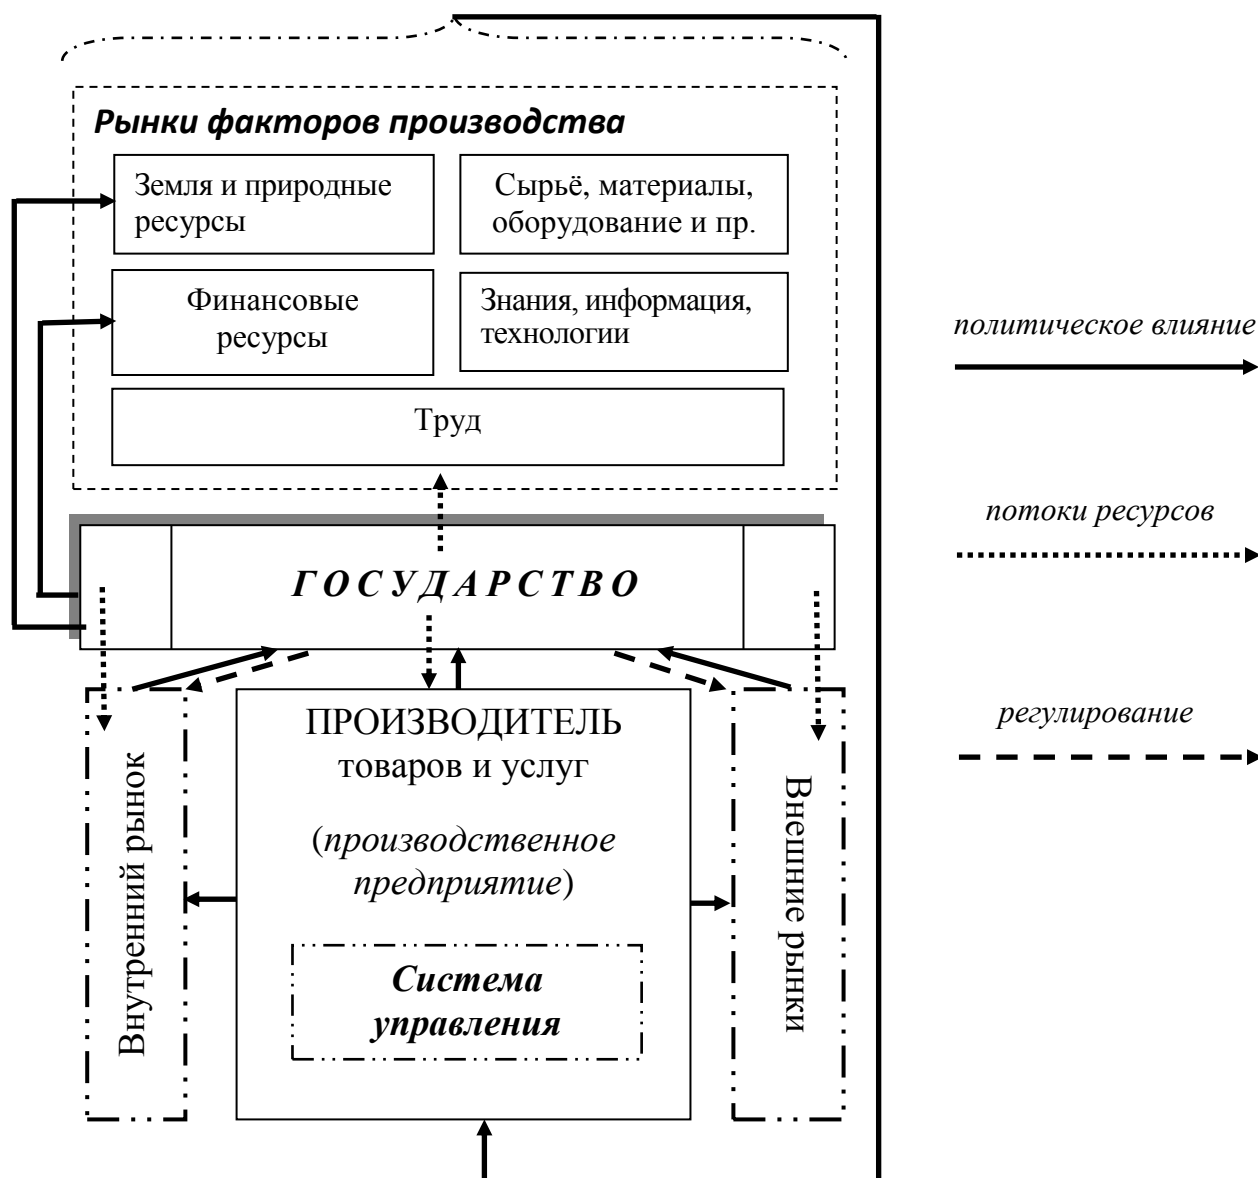 Рынки факторов производства
Земля и природные
ресурсы
Сырьё, материалы,
оборудование и пр.
Финансовые
ресурсы
Знания, информация,
технологии
Труд
ГОСУДАРСТВО
ПРОИЗВОДИТЕЛЬ
товаров и услуг
(производственное
предприятие)
Система
управления
Внутренний рынок
Внешние рынки
политическое влияние
потоки ресурсов
регулирование